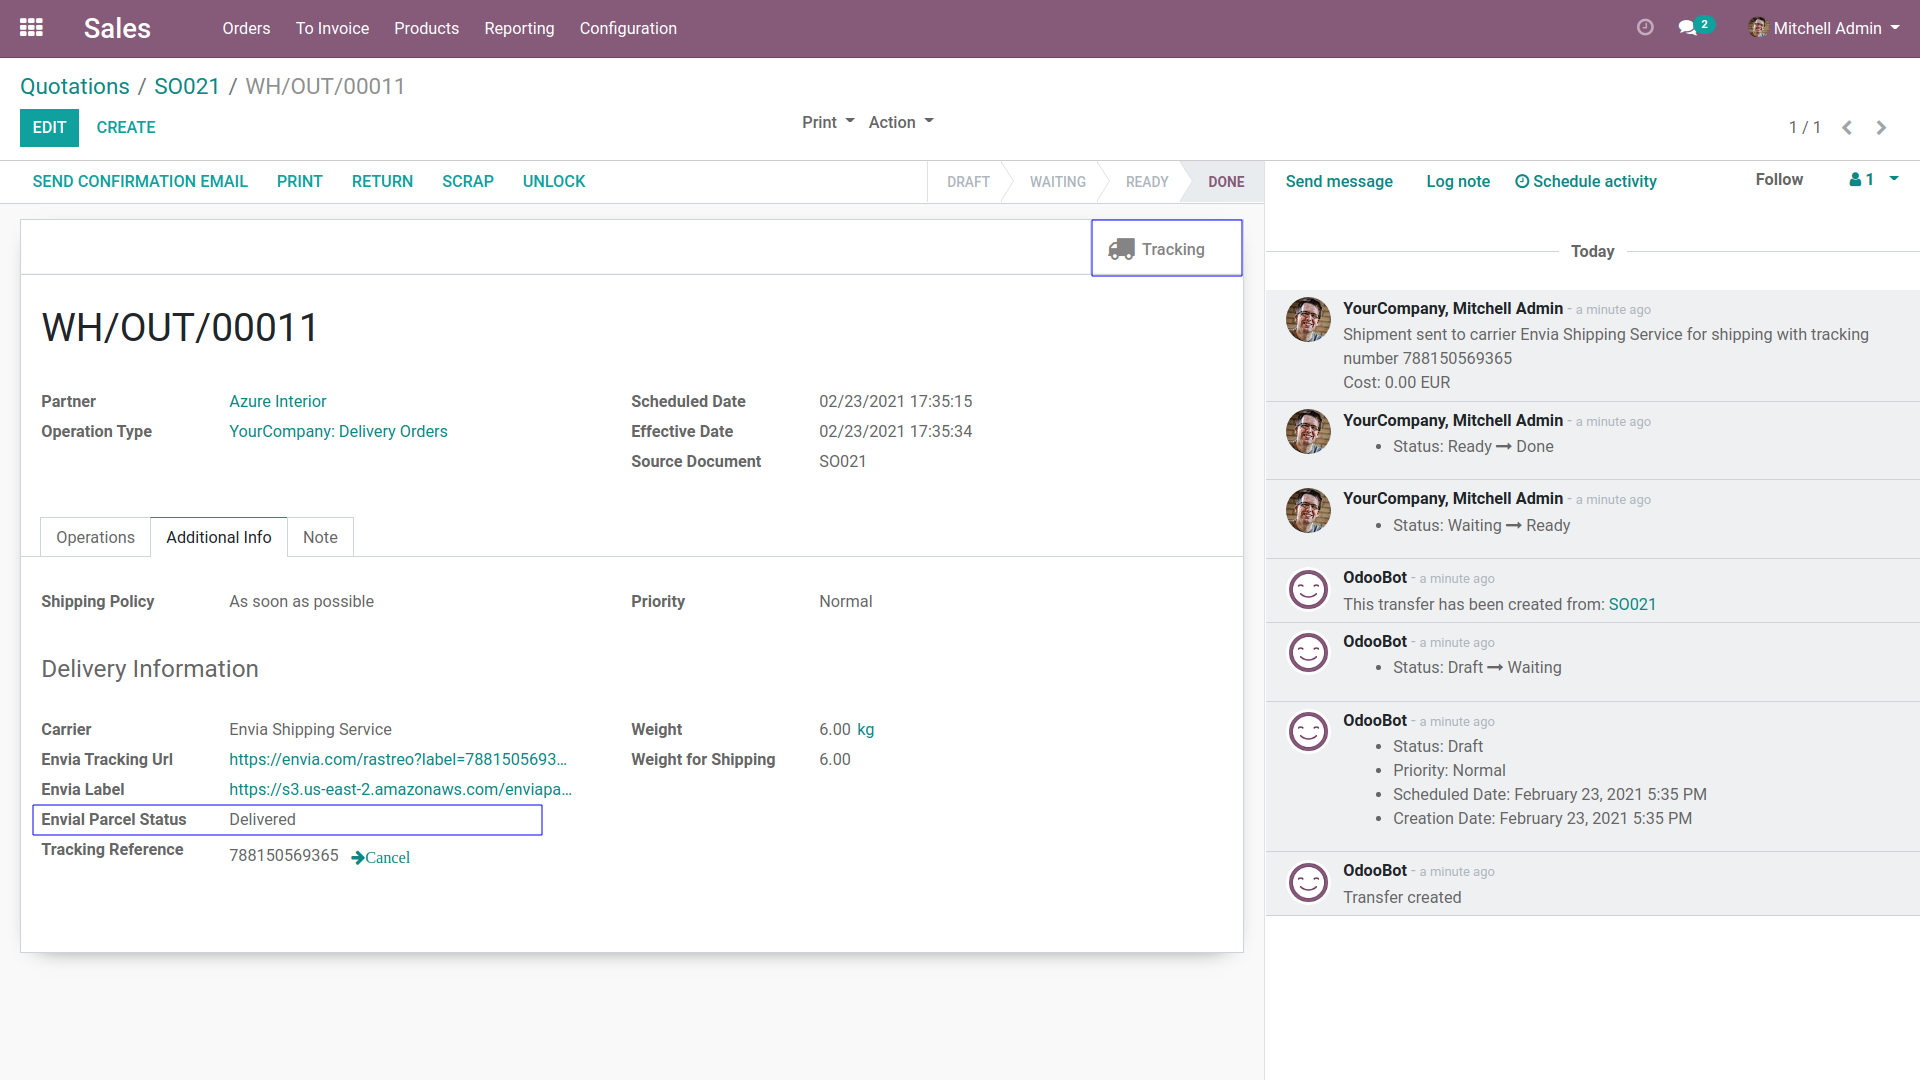 Sales Orders To Invoice Products Reporting Configuration 2 Mitchell Admin
Quotations / SO021 / WH/OUT/00011
EDIT CREATE Print Action 1 / 1
SEND CONFIRMATION EMAIL PRINT RETURN SCRAP UNLOCK DRAFT WAITING READY DONE
Send message Log note Schedule activity Follow 1
Tracking
WH/OUT/00011
Partner Azure Interior Scheduled Date 02/23/2021 17:35:15
Operation Type YourCompany: Delivery Orders Effective Date 02/23/2021 17:35:34
Source Document SO021
Operations Additional Info Note
Shipping Policy As soon as possible Priority Normal
Delivery Information
Carrier Envia Shipping Service Weight 6.00 kg
Envia Tracking Url https://envia.com/rastreo?label=7881505693... Weight for Shipping 6.00
Envia Label https://s3.us-east-2.amazonaws.com/enviapa...
Envial Parcel Status Delivered
Tracking Reference 788150569365 Cancel
Today
YourCompany, Mitchell Admin - a minute ago
Shipment sent to carrier Envia Shipping Service for shipping with tracking
number 788150569365
Cost: 0.00 EUR
YourCompany, Mitchell Admin - a minute ago
• Status: Ready → Done
YourCompany, Mitchell Admin - a minute ago
• Status: Waiting → Ready
OdooBot - a minute ago
This transfer has been created from: SO021
OdooBot - a minute ago
• Status: Draft → Waiting
OdooBot - a minute ago
• Status: Draft
• Priority: Normal
• Scheduled Date: February 23, 2021 5:35 PM
• Creation Date: February 23, 2021 5:35 PM
OdooBot - a minute ago
Transfer created